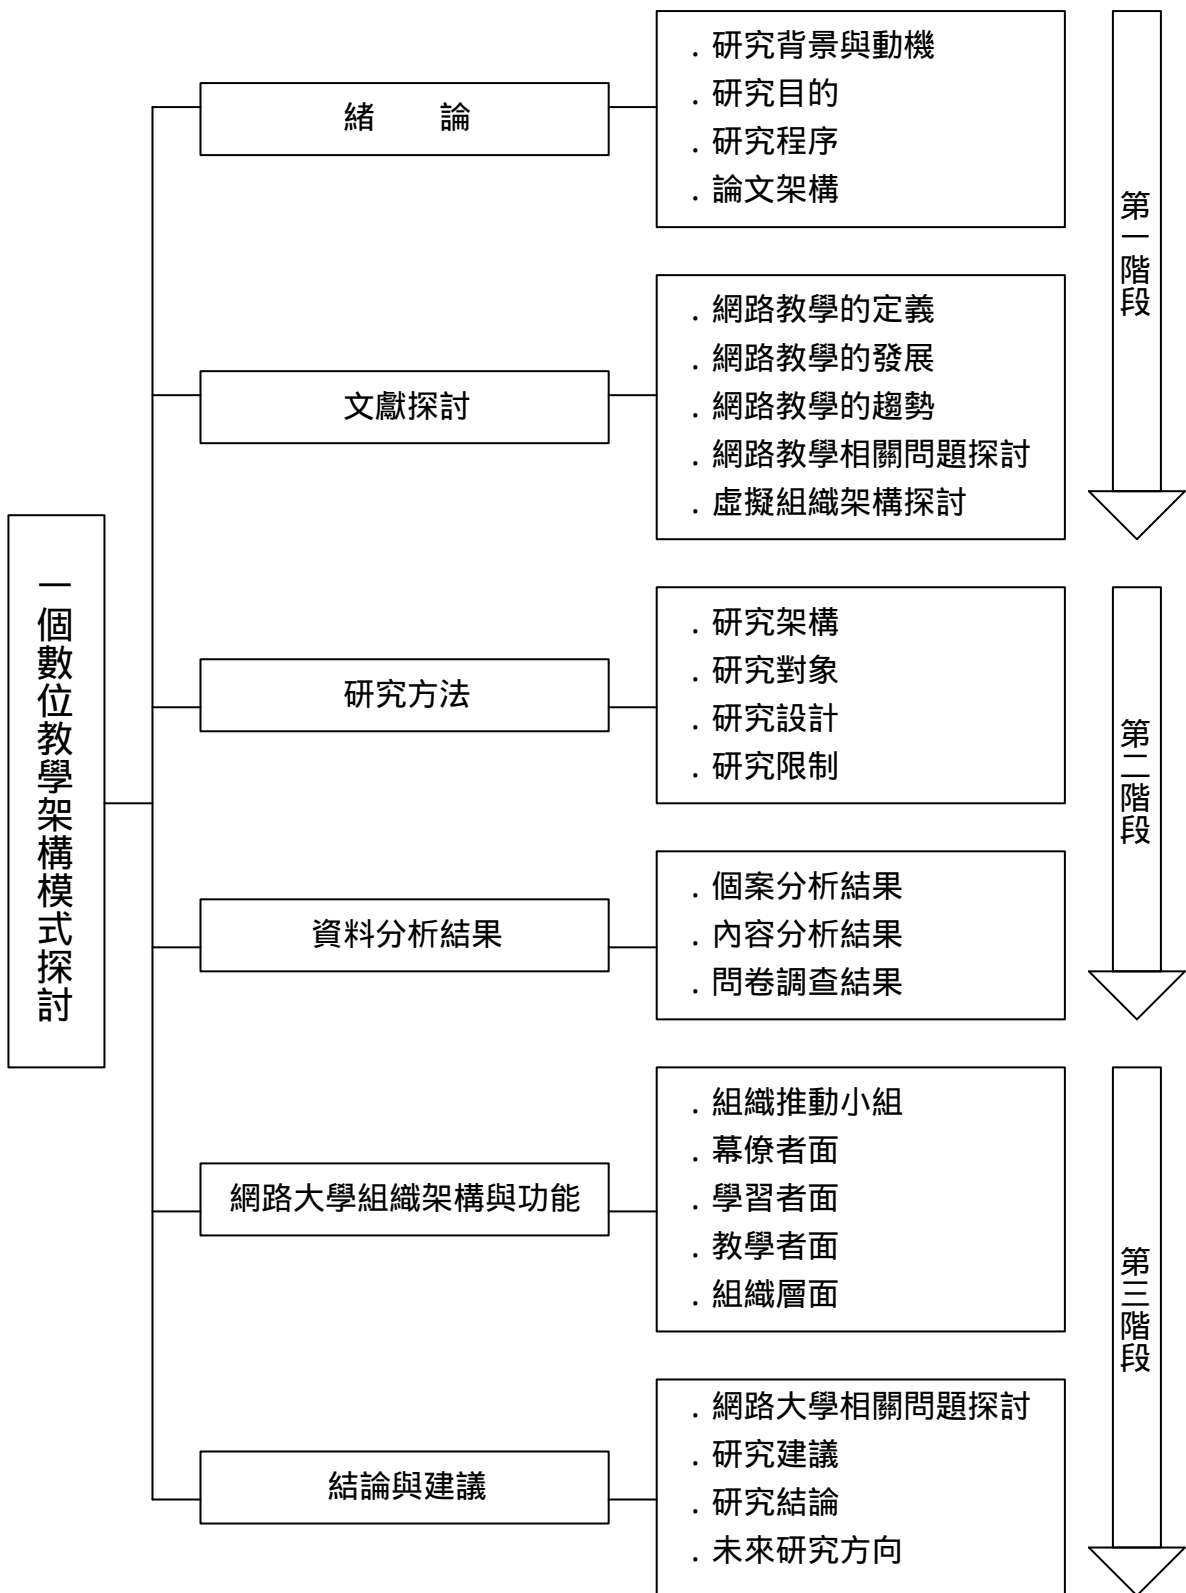 一個數位教學架構模式探討
緒　　論
．研究背景與動機
．研究目的
．研究程序
．論文架構
文獻探討
．網路教學的定義
．網路教學的發展
．網路教學的趨勢
．網路教學相關問題探討
．虛擬組織架構探討
第一階段
研究方法
．研究架構
．研究對象
．研究設計
．研究限制
資料分析結果
．個案分析結果
．內容分析結果
．問卷調查結果
第二階段
網路大學組織架構與功能
．組織推動小組
．幕僚者面
．學習者面
．教學者面
．組織層面
結論與建議
．網路大學相關問題探討
．研究建議
．研究結論
．未來研究方向
第三階段